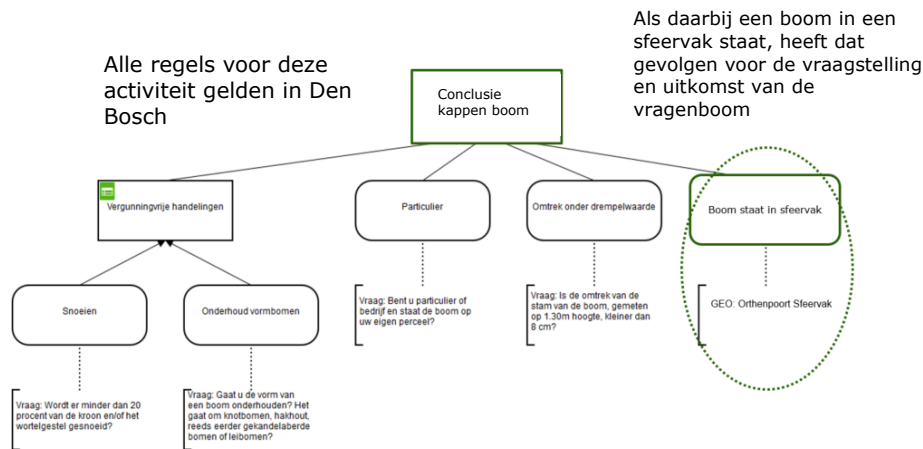 Alle regels voor deze
activiteit gelden in Den
Bosch
Als daarbij een boom in een
sfeervak staat, heeft dat
gevolgen voor de vraagstelling
en uitkomst van de
vragenboom
Conclusie
kappen boom
Vergunningvrije handelingen
Particulier
Omtrek onder drempelwaarde
Boom staat in sfeervak
Snoeien
Onderhoud vormbomen
Vraag: Bent u particulier of
bedrijf en staat de boom op
uw eigen perceel?
Vraag: Is de omtrek van de
stam van de boom, gemeten
op 1.30m hoogte, kleiner dan
8 cm?
GEO: Orthenpoort Sfeervak
Vraag: Wordt er minder dan 20
procent van de kroon en/of het
wortelgestel gesnoeid?
Vraag: Gaat u de vorm van
een boom onderhouden? Het
gaat om knotbomen, hakhout,
reeds eerder gekandelaberde
bomen of leibomen?